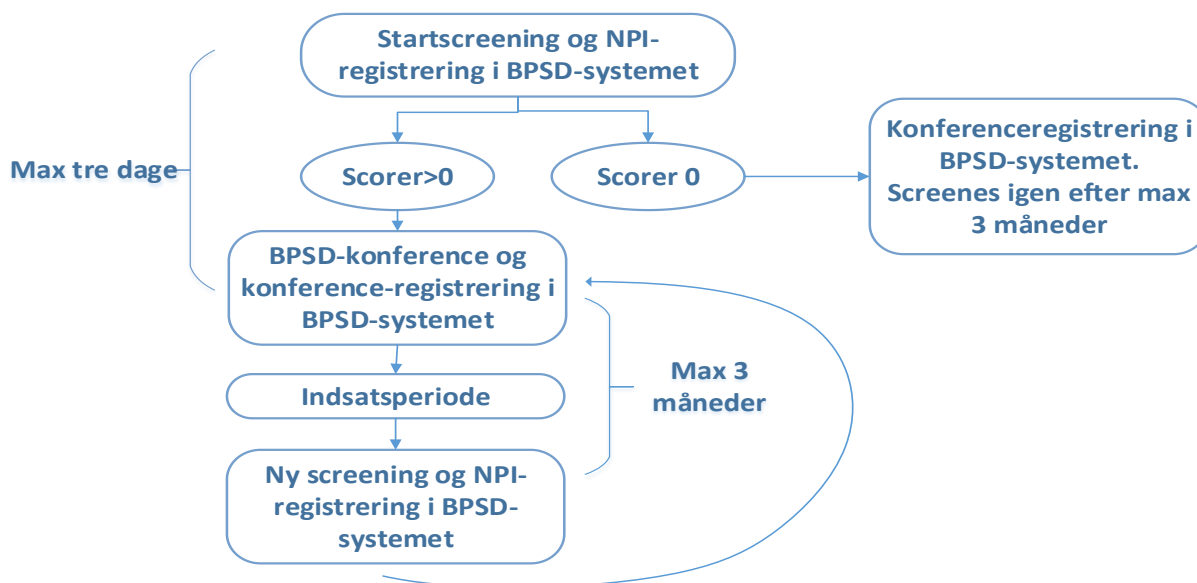 Startscreening og NPI-
registrering i BPSD-systemet
Max tre dage
Scorer>0
Scorer 0
Konferenceregistrering i
BPSD-systemet.
Screenes igen efter max
3 måneder
BPSD-konference og
konference-registrering i
BPSD-systemet
Indsatsperiode
Max 3
måneder
Ny screening og NPI-
registrering i BPSD-
systemet